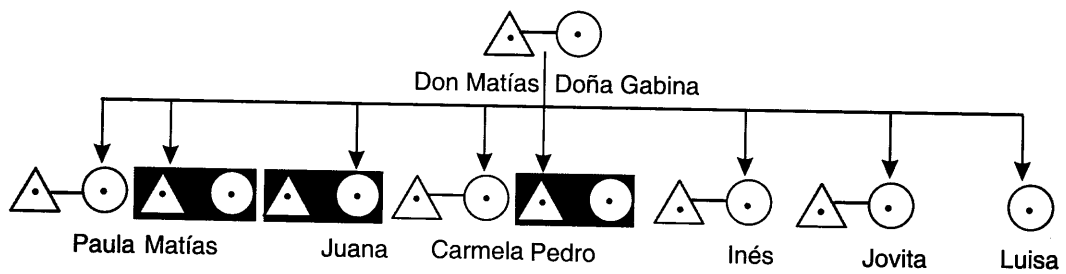 Don Matías Doña Gabina
Paula Matías Juana Carmela Pedro Inés Jovita Luisa